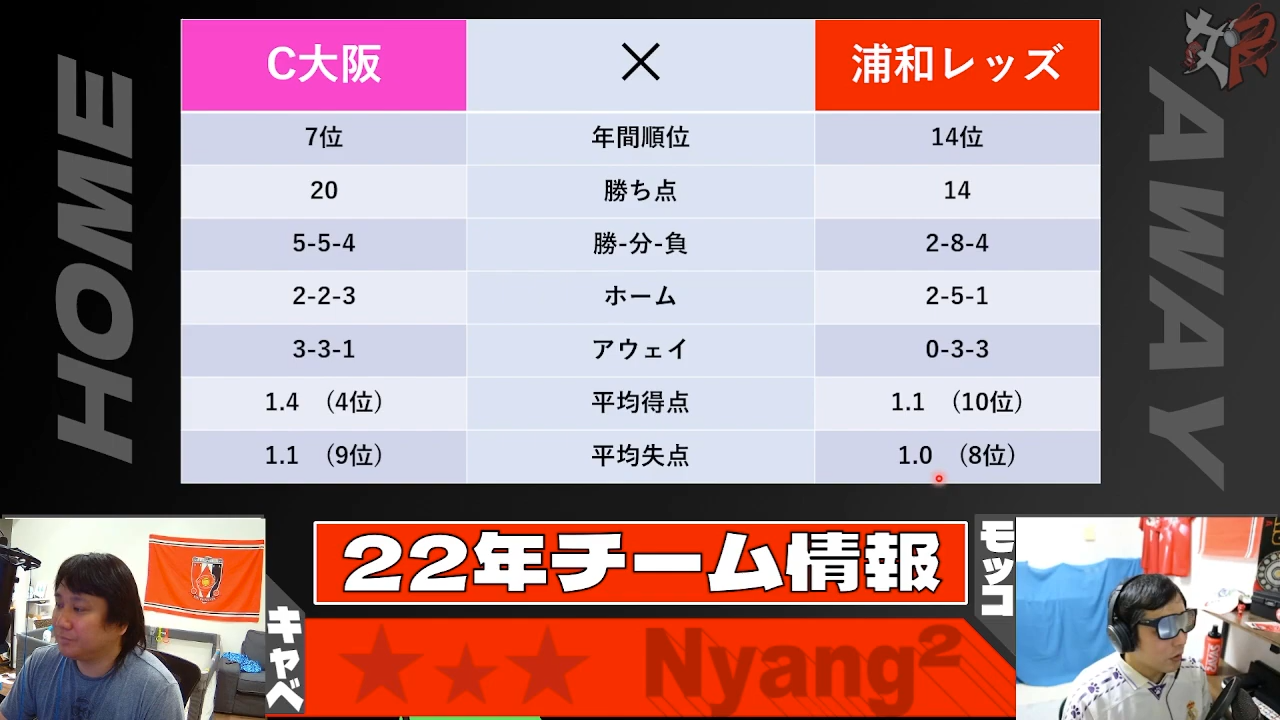 C大阪 × 浦和レッズ
7位 年間順位 14位
20 勝ち点 14
5-5-4 勝-分-負 2-8-4
2-2-3 ホーム 2-5-1
3-3-1 アウェイ 0-3-3
1.4 （4位） 平均得点 1.1 （10位）
1.1 （9位） 平均失点 1.0 （8位）
HOME
AWAY
22年チーム情報
キャベ
モッコ
Nyang²